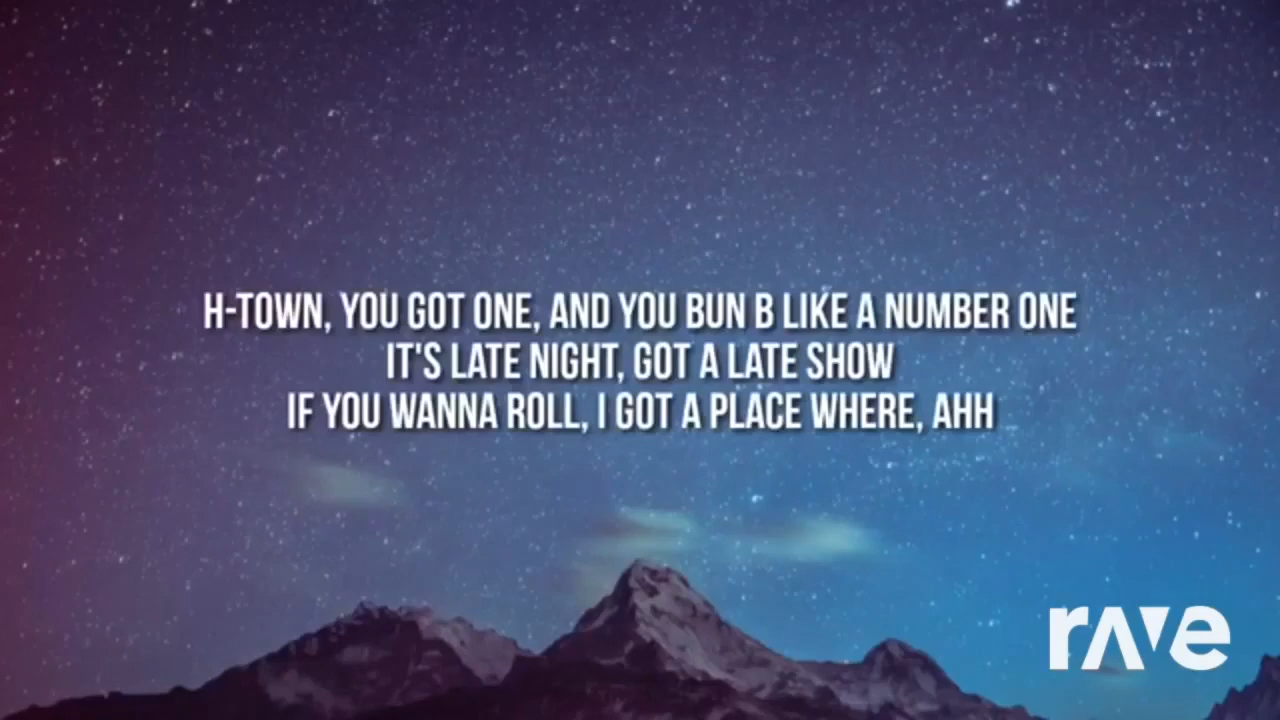 H-TOWN, YOU GOT ONE, AND YOU BUN B LIKE A NUMBER ONE
IT'S LATE NIGHT, GOT A LATE SHOW
IF YOU WANNA ROLL, I GOT A PLACE WHERE, AHH
rave